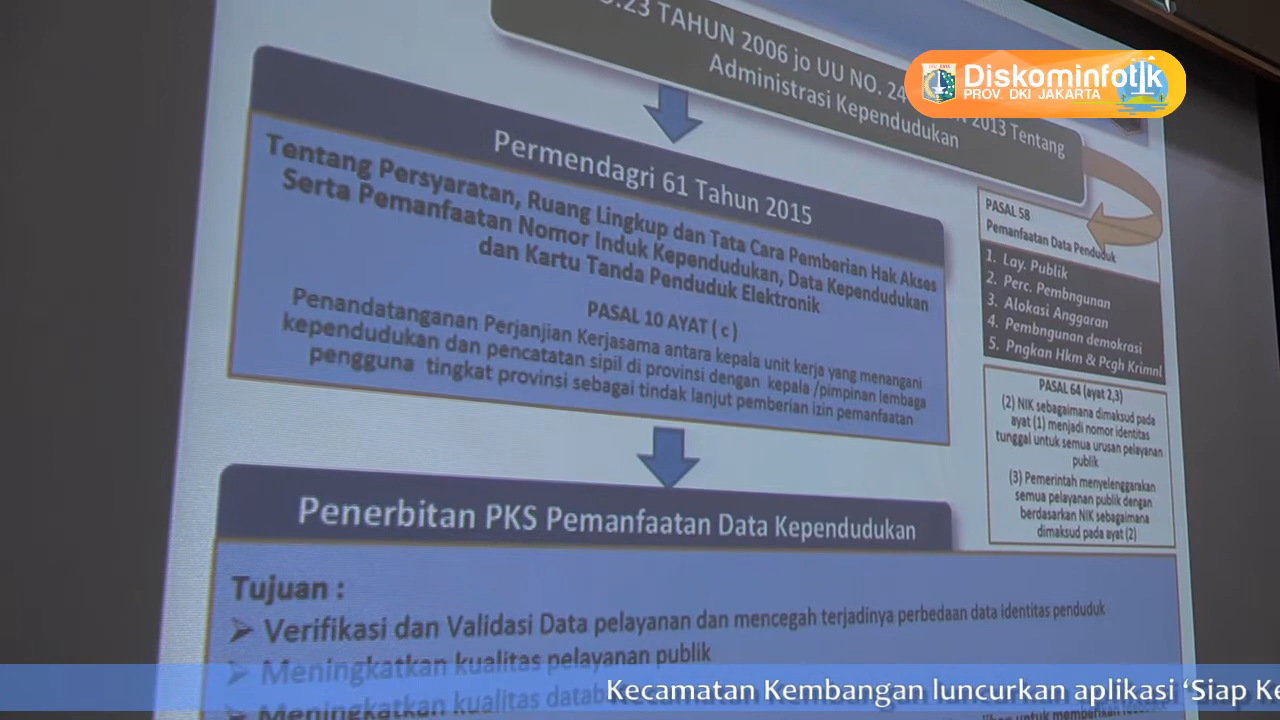 .23 TAHUN 2006 jo UU NO. 24
2013 Tentang
Administrasi Kependudukan
Diskominfotik
PROV. DKI JAKARTA
Permendagri 61 Tahun 2015
Tentang Persyaratan, Ruang Lingkup dan Tata Cara Pemberian Hak Akses
Serta Pemanfaatan Nomor Induk Kependudukan, Data Kependudukan
dan Kartu Tanda Penduduk Elektronik
PASAL 10 AYAT ( c )
Penandatanganan Perjanjian Kerjasama antara kepala unit kerja yang menangani
kependudukan dan pencatatan sipil di provinsi dengan kepala /pimpinan lembaga
pengguna tingkat provinsi sebagai tindak lanjut pemberian izin pemanfaatan
PASAL 58
Pemanfaatan Data Penduduk
1. Lay. Publik
2. Perc. Pembngunan
3. Alokasi Anggaran
4. Pembngunan demokrasi
5. Pngkan Hkm & Pcgh Krimnl
PASAL 64 (ayat 2,3)
(2) NIK sebagaimana dimaksud pada
ayat (1) menjadi nomor identitas
tunggal untuk semua urusan pelayanan
publik
(3) Pemerintah menyelenggarakan
semua pelayanan publik dengan
berdasarkan NIK sebagaimana
dimaksud pada ayat (2)
Penerbitan PKS Pemanfaatan Data Kependudukan
Tujuan :
➢ Verifikasi dan Validasi Data pelayanan dan mencegah terjadinya perbedaan data identitas penduduk
➢ Meningkatkan kualitas pelayanan publik
➢ Meningkatkan kualitas datab
Kecamatan Kembangan luncurkan aplikasi ‘Siap Ke